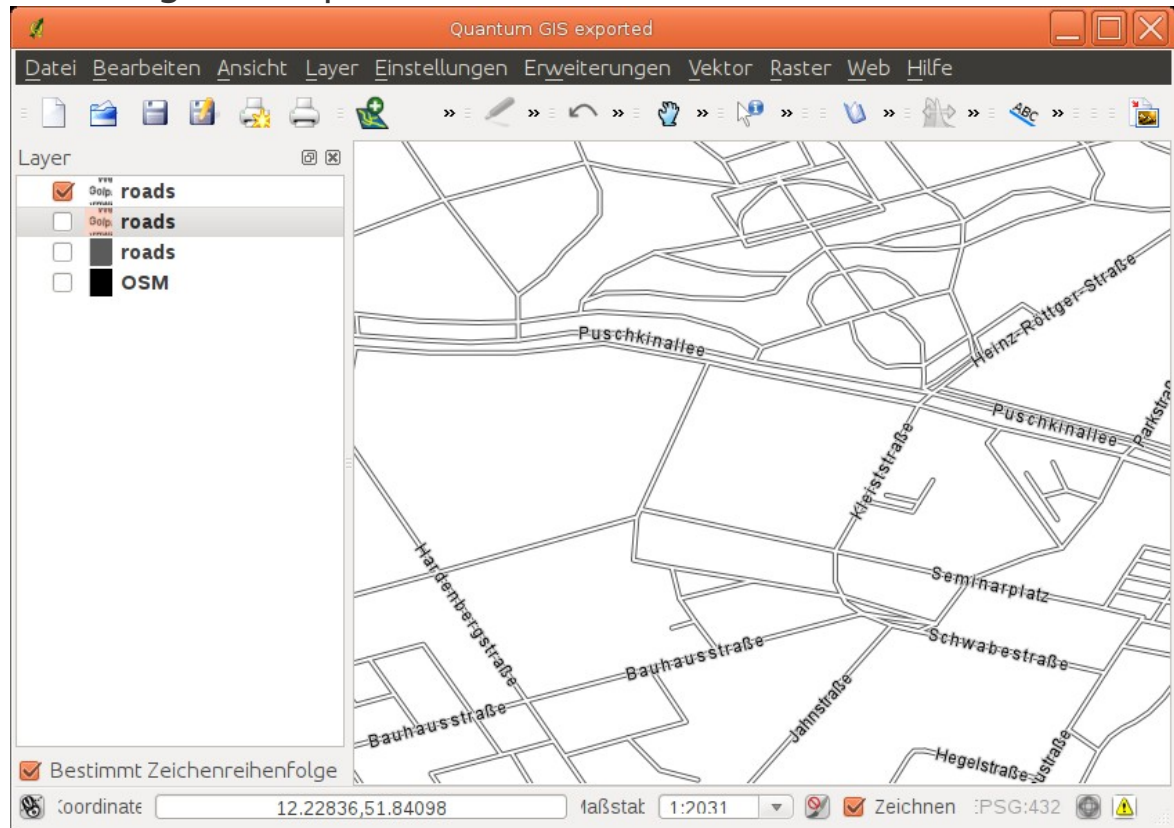 Quantum GIS exported
Datei Bearbeiten Ansicht Layer Einstellungen Erweiterungen Vektor Raster Web Hilfe
ABC
Layer
roads
roads
roads
OSM
Heinz-Röttger-Straße
Puschkinallee
Puschkinallee
Kleiststraße
Hardenbergstraße
Seminarplatz
Schwabestraße
Bauhausstraße
Bauhausstraße
Jahnstraße
Hegelstraße
Bestimmt Zeichenreihenfolge
12.22836,51.84098 1:2031 Zeichnen